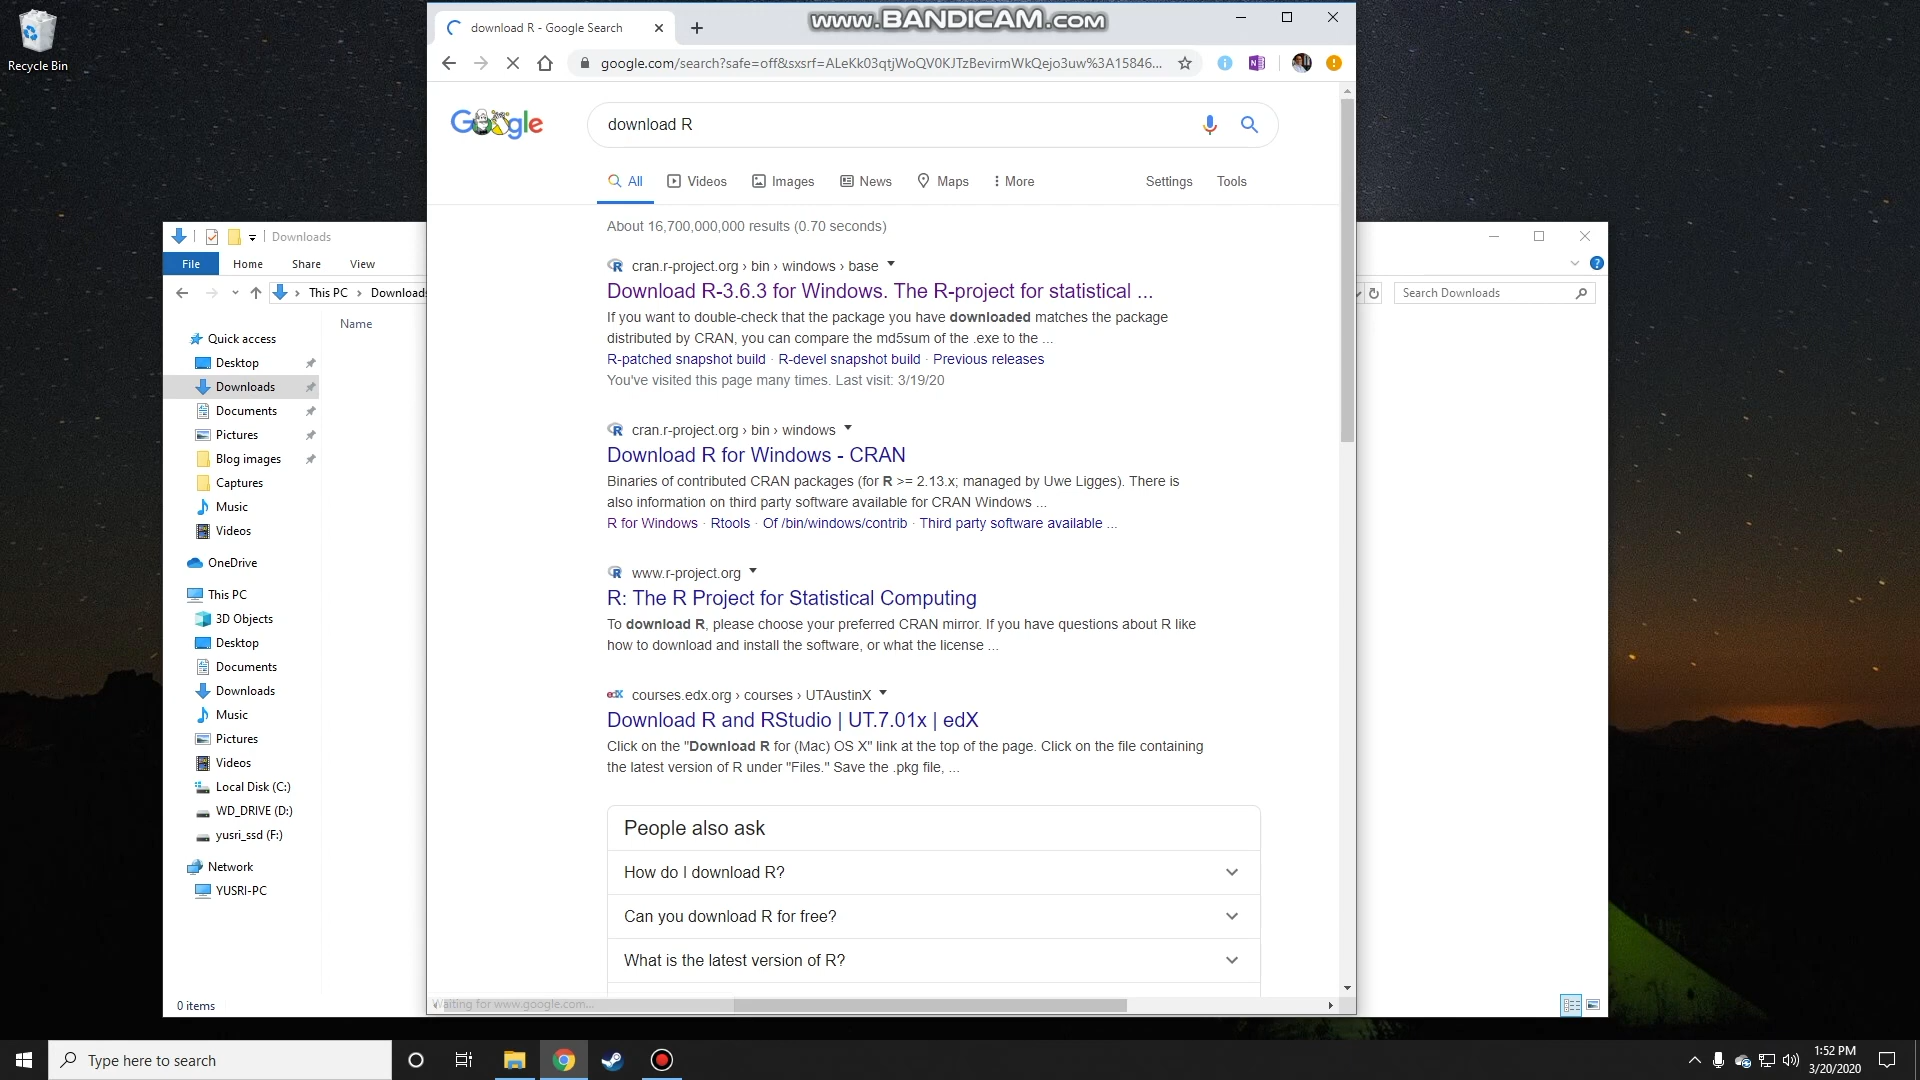 www.BANDICAM.com
Recycle Bin
download R - Google Search
google.com/search?safe=off&sxsrf=ALeKk03qtjWoQV0KJTzBevirmWkQejo3uw%3A15846...
Google
download R
All
Videos
Images
News
Maps
More
Settings
Tools
About 16,700,000,000 results (0.70 seconds)
cran.r-project.org › bin › windows › base
Download R-3.6.3 for Windows. The R-project for statistical ...
If you want to double-check that the package you have downloaded matches the package
distributed by CRAN, you can compare the md5sum of the .exe to the ...
R-patched snapshot build · R-devel snapshot build · Previous releases
You've visited this page many times. Last visit: 3/19/20
cran.r-project.org › bin › windows
Download R for Windows - CRAN
Binaries of contributed CRAN packages (for R >= 2.13.x; managed by Uwe Ligges). There is
also information on third party software available for CRAN Windows ...
R for Windows · Rtools · Of /bin/windows/contrib · Third party software available ...
www.r-project.org
R: The R Project for Statistical Computing
To download R, please choose your preferred CRAN mirror. If you have questions about R like
how to download and install the software, or what the license ...
edX courses.edx.org › courses › UTAustinX
Download R and RStudio | UT.7.01x | edX
Click on the "Download R for (Mac) OS X" link at the top of the page. Click on the file containing
the latest version of R under "Files." Save the .pkg file, ...
People also ask
How do I download R?
Can you download R for free?
What is the latest version of R?
Waiting for www.google.com...
Downloads
File
Home
Share
View
This PC › Downloads
Search Downloads
Name
Quick access
Desktop
Downloads
Documents
Pictures
Blog images
Captures
Music
Videos
OneDrive
This PC
3D Objects
Desktop
Documents
Downloads
Music
Pictures
Videos
Local Disk (C:)
WD_DRIVE (D:)
yusri_ssd (F:)
Network
YUSRI-PC
0 items
Type here to search
1:52 PM
3/20/2020